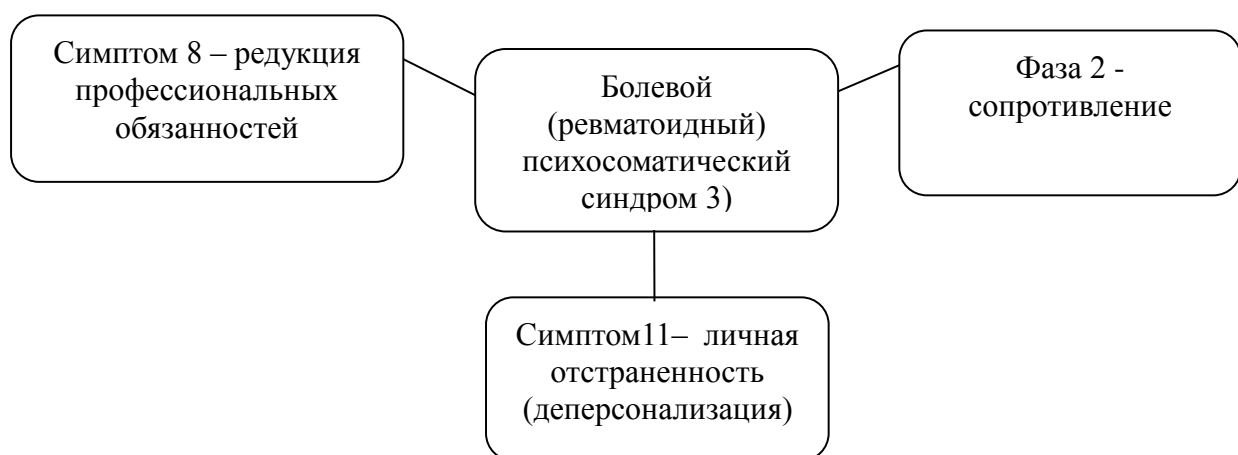 Симптом 8 – редукция
профессиональных
обязанностей
Болевой
(ревматоидный)
психосоматический
синдром 3)
Фаза 2 -
сопротивление
Симптом11–  личная
отстраненность
(деперсонализация)